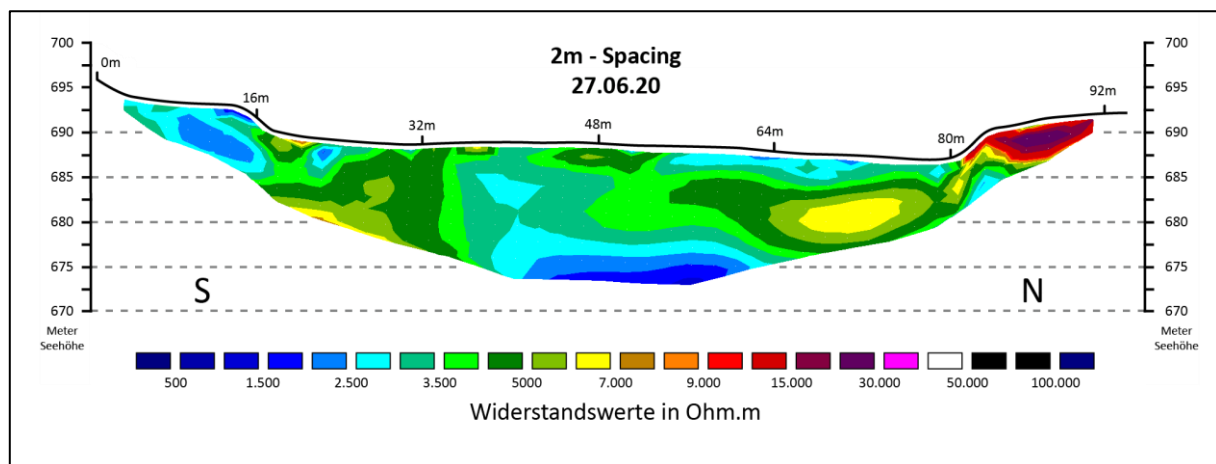 2m - Spacing
27.06.20
700
700
695
695
690
690
685
685
680
680
675
675
670
670
0m
16m
32m
48m
64m
80m
92m
S
N
Meter
Seehöhe
Meter
Seehöhe
500 1.500 2.500 3.500 5000 7.000 9.000 15.000 30.000 50.000 100.000
Widerstandswerte in Ohm.m